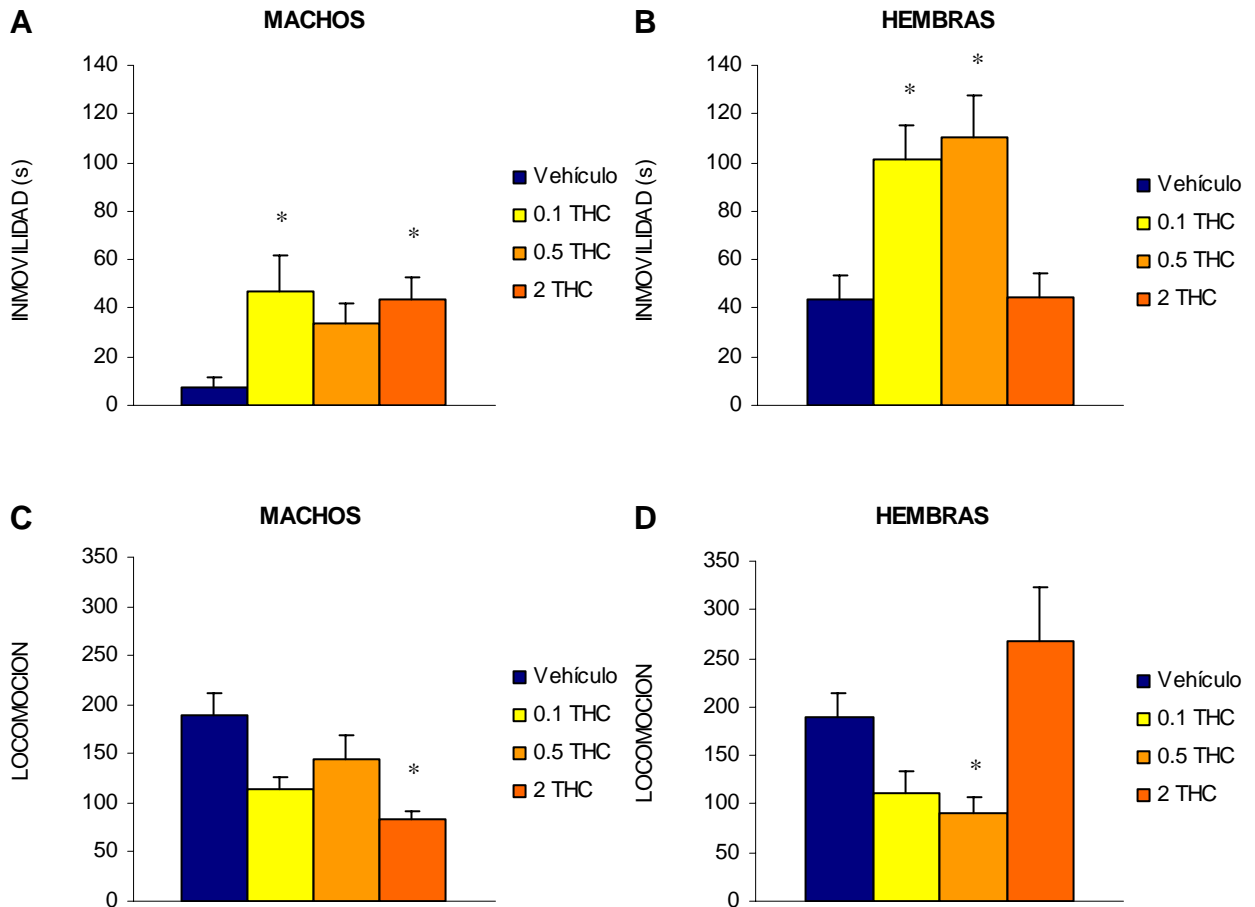 A
MACHOS
INMOVILIDAD (s)
140
120
100
80
60
40
20
0
*
*
Vehículo
0.1 THC
0.5 THC
2 THC
B
HEMBRAS
INMOVILIDAD (s)
140
120
100
80
60
40
20
0
*
*
Vehículo
0.1 THC
0.5 THC
2 THC
C
MACHOS
LOCOMOCION
350
300
250
200
150
100
50
0
*
Vehículo
0.1 THC
0.5 THC
2 THC
D
HEMBRAS
LOCOMOCION
350
300
250
200
150
100
50
0
*
Vehículo
0.1 THC
0.5 THC
2 THC